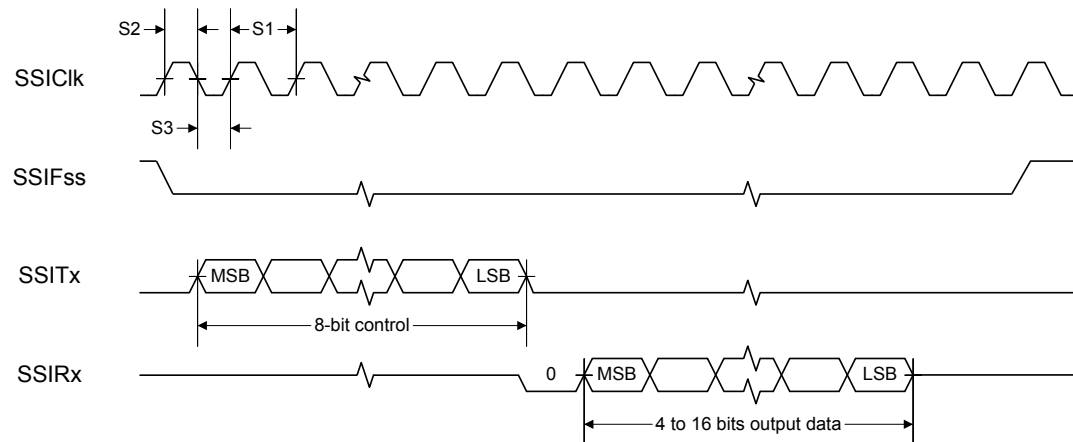 S2
S1
SSIClk
S3
SSIFss
SSITx
MSB
LSB
8-bit control
SSIRx
0
MSB
LSB
4 to 16 bits output data